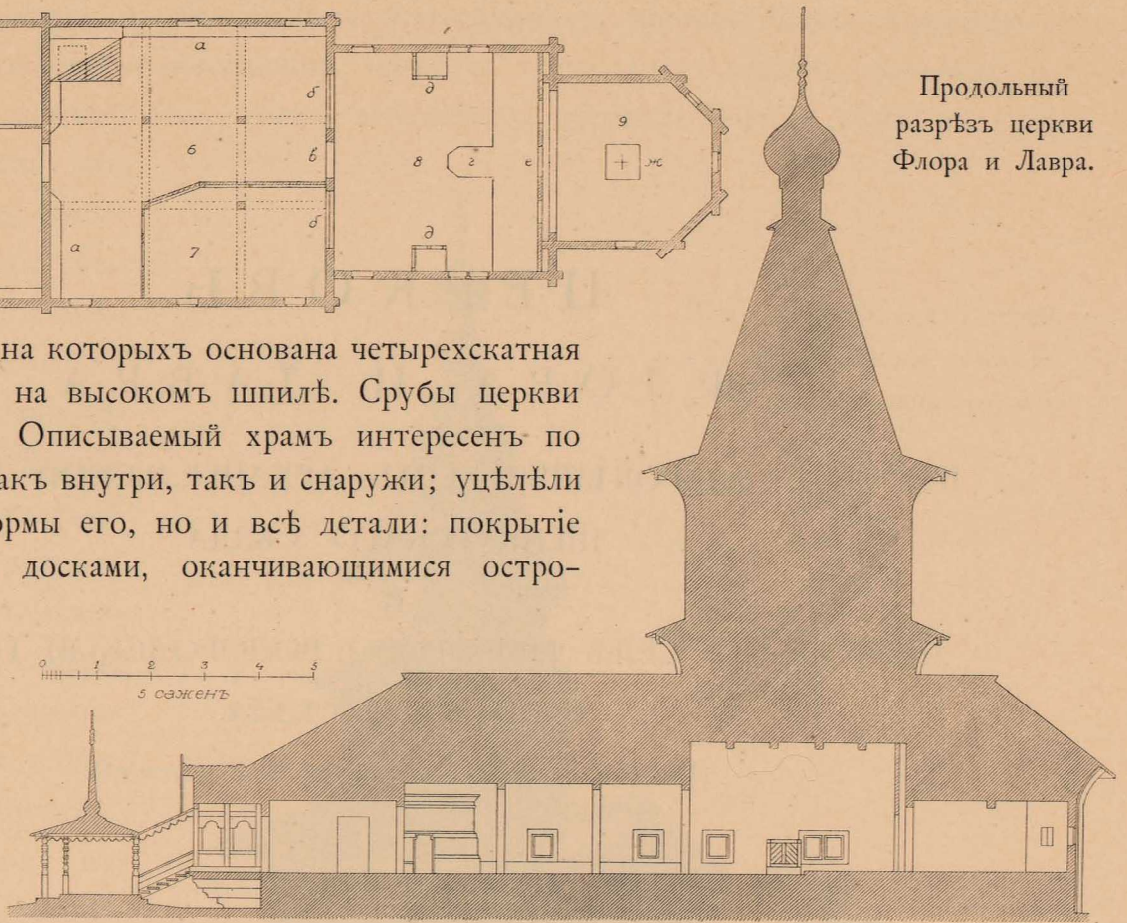 а
б
6
в
б
а
7
д
8
г
е
д
9
ж
Продольный
разрѣзъ церкви
Флора и Лавра.
на которыхъ основана четырехскатная
на высокомъ шпилѣ. Срубы церкви
Описываемый храмъ интересенъ по
акъ внутри, такъ и снаружи; уцѣлѣли
ормы его, но и всѣ детали: покрытіе
досками, оканчивающимися остро-
0 1 2 3 4 5
5 саженъ